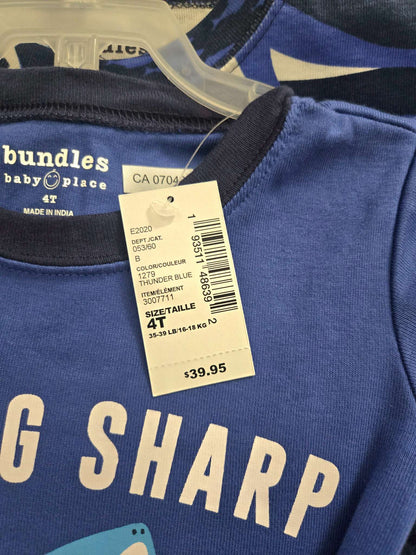 bundles
bundles
baby place
4T
MADE IN INDIA
CA 0704
E2020
DEPT./CAT.
053/60
B
COLOR/COULEUR
1279
THUNDER BLUE
ITEM/ÉLÉMENT
3007711
SIZE/TAILLE
4T
35-39 LB/16-18 KG
1 93511 48639 2
$39.95
G SHARP